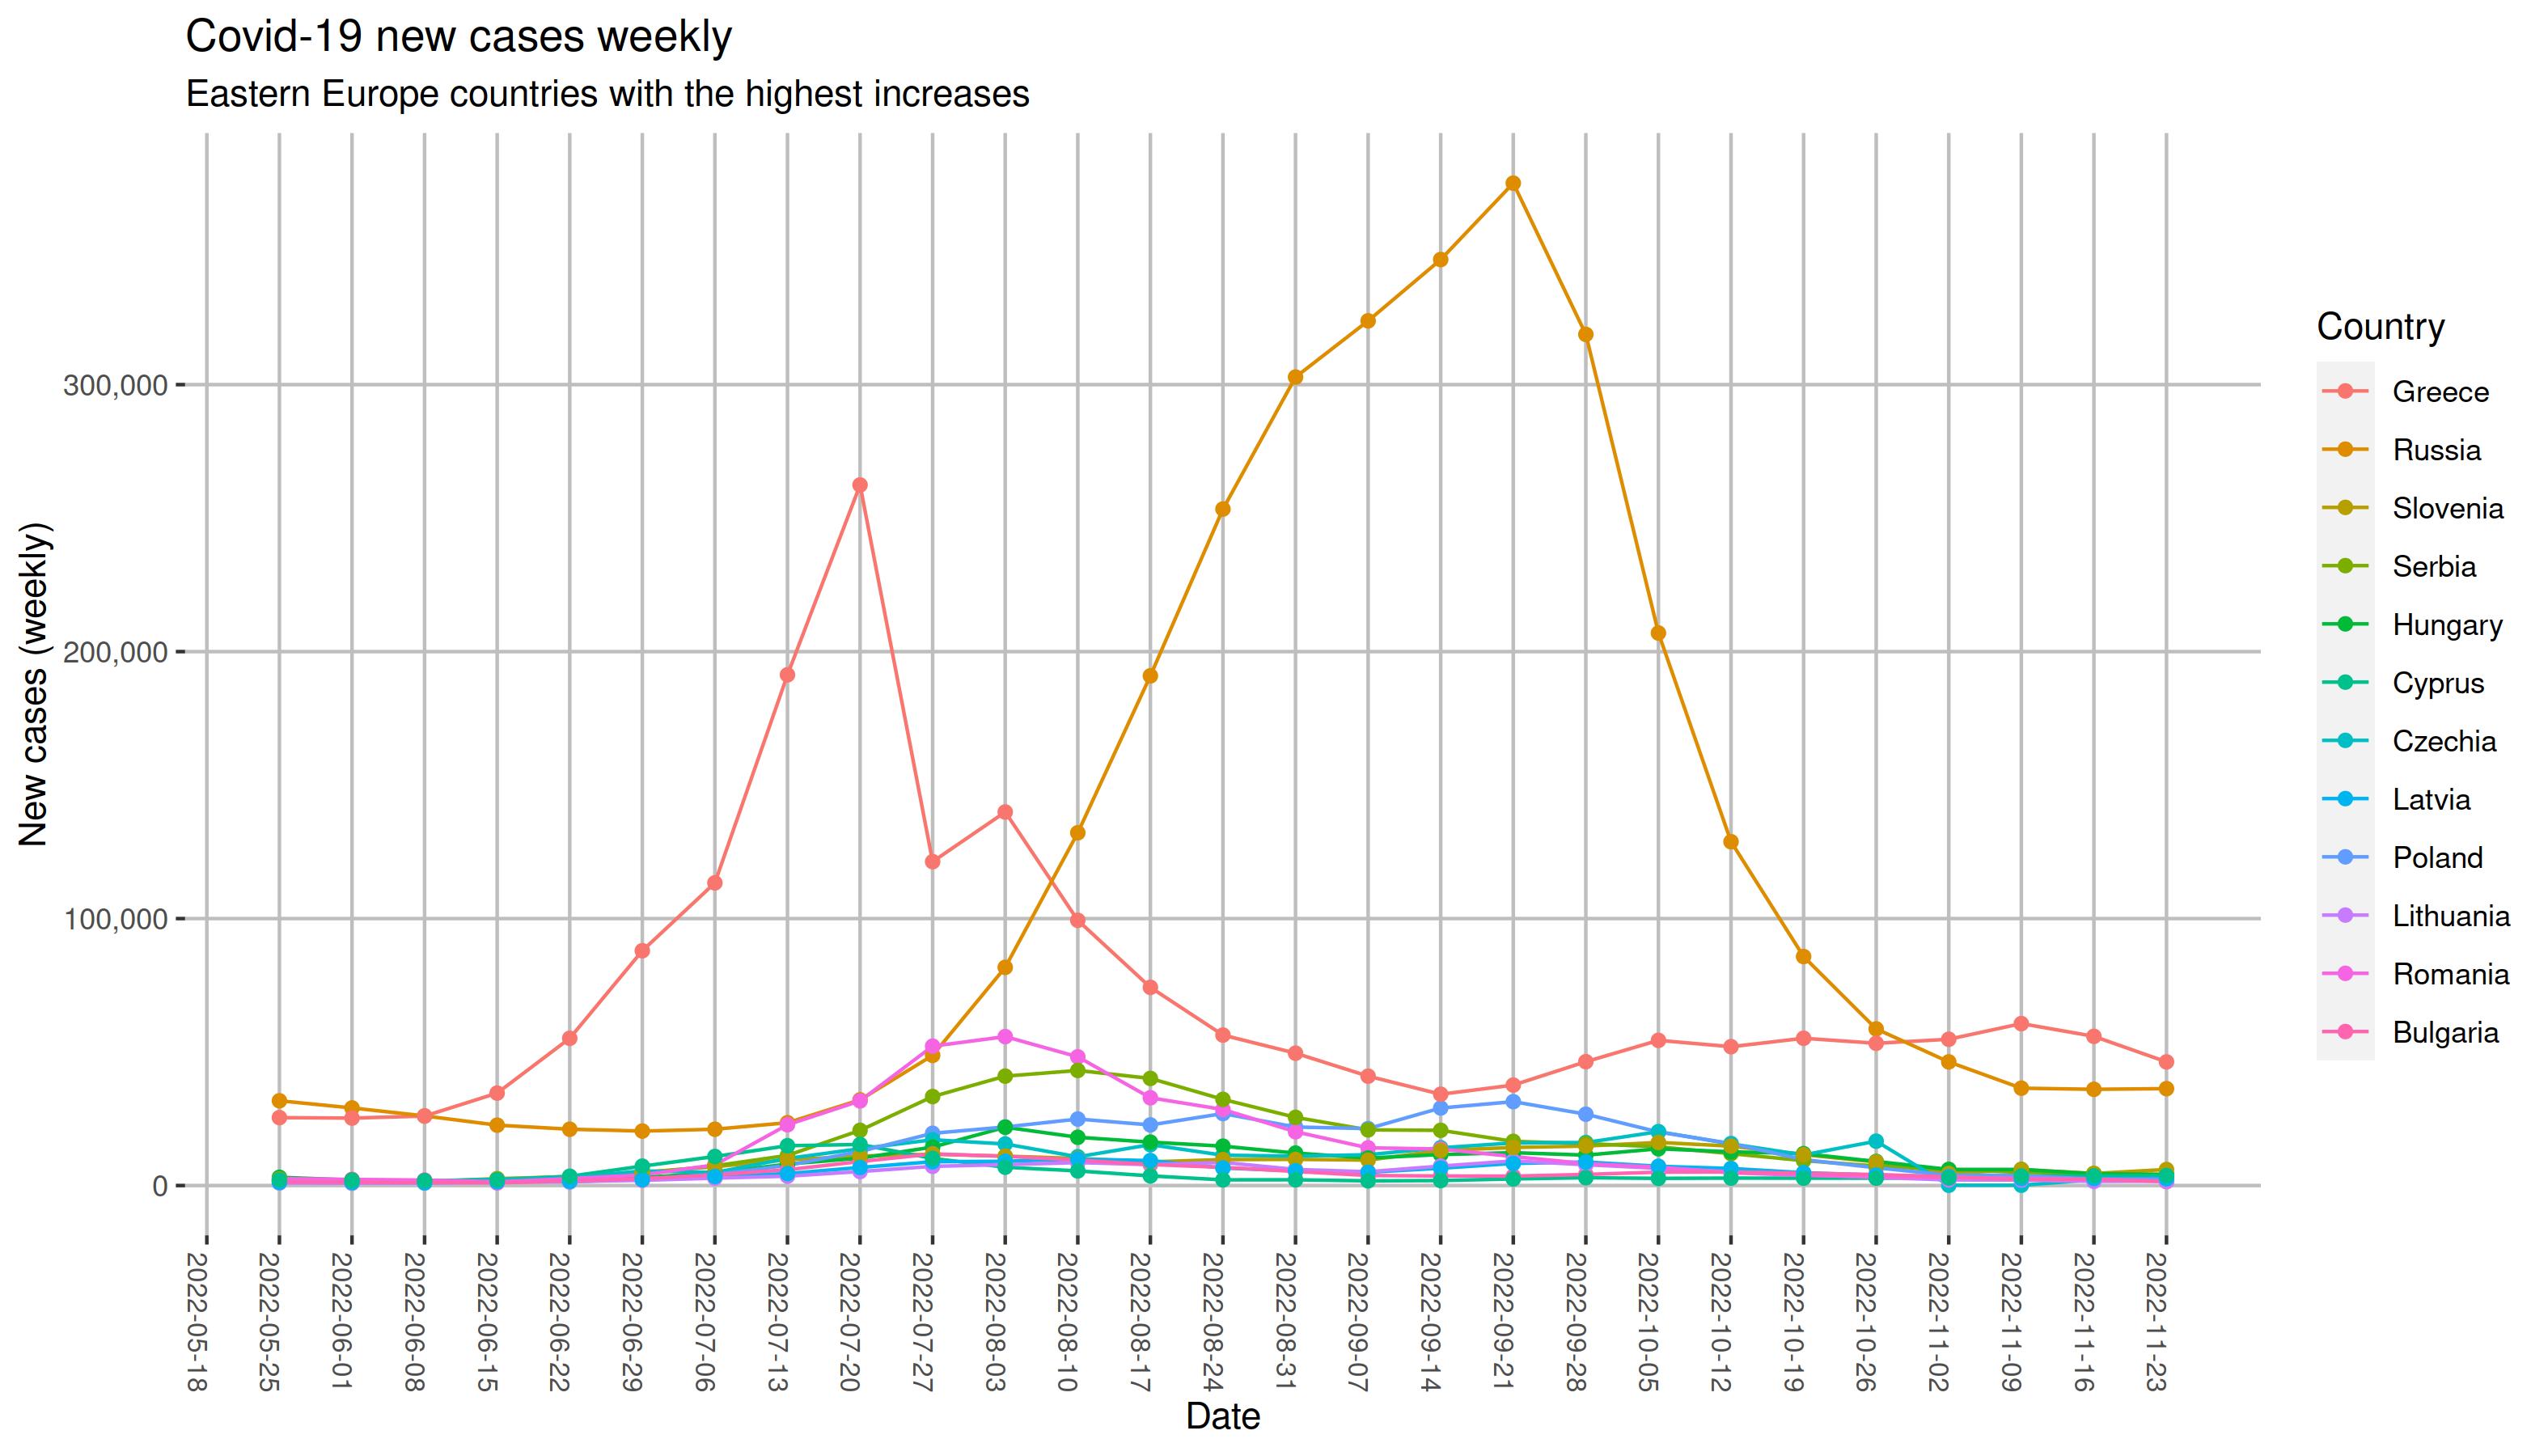 Covid-19 new cases weekly
Eastern Europe countries with the highest increases
New cases (weekly)
300,000
200,000
100,000
0
2022-05-18
2022-05-25
2022-06-01
2022-06-08
2022-06-15
2022-06-22
2022-06-29
2022-07-06
2022-07-13
2022-07-20
2022-07-27
2022-08-03
2022-08-10
2022-08-17
2022-08-24
2022-08-31
2022-09-07
2022-09-14
2022-09-21
2022-09-28
2022-10-05
2022-10-12
2022-10-19
2022-10-26
2022-11-02
2022-11-09
2022-11-16
2022-11-23
Date
Country
Greece
Russia
Slovenia
Serbia
Hungary
Cyprus
Czechia
Latvia
Poland
Lithuania
Romania
Bulgaria